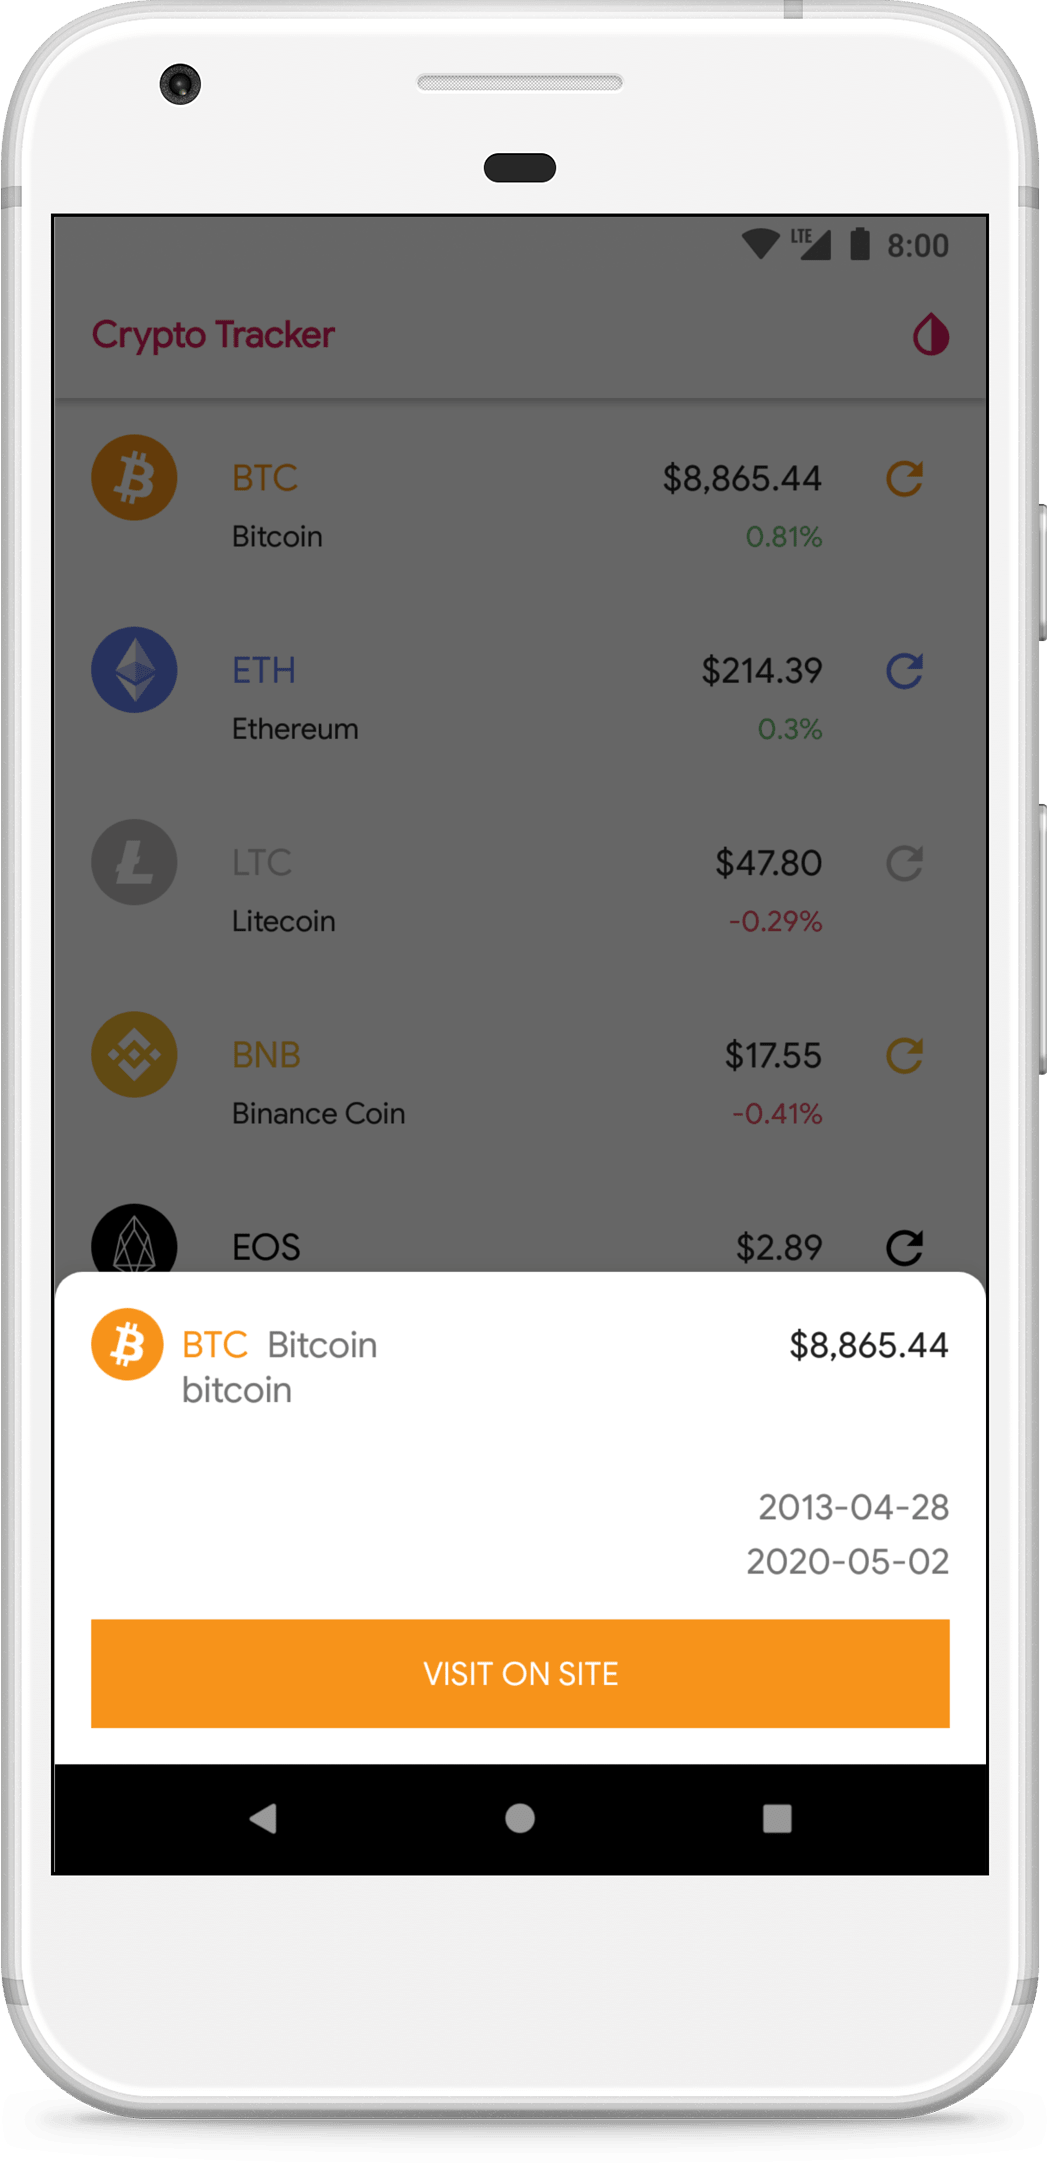 LTE 8:00
Crypto Tracker
BTC $8,865.44
Bitcoin 0.81%
ETH $214.39
Ethereum 0.3%
LTC $47.80
Litecoin -0.29%
BNB $17.55
Binance Coin -0.41%
EOS $2.89
BTC Bitcoin $8,865.44
bitcoin
2013-04-28
2020-05-02
VISIT ON SITE